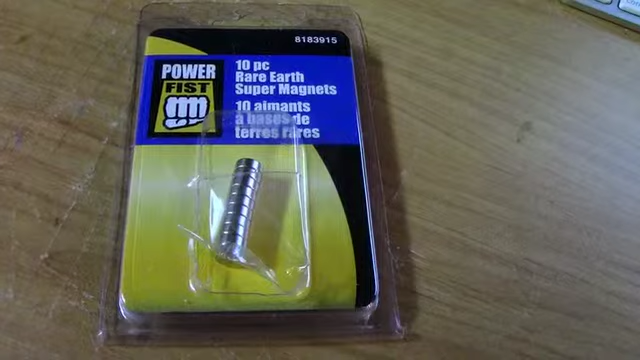 8183915
POWER
FIST
10 pc
Rare Earth
Super Magnets
10 aimants
à bases de
terres rares